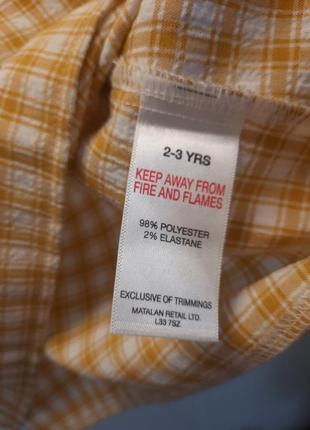 2-3 YRS
KEEP AWAY FROM
FIRE AND FLAMES
98% POLYESTER
2% ELASTANE
EXCLUSIVE OF TRIMMINGS
MATALAN RETAIL LTD.
L33 7SZ